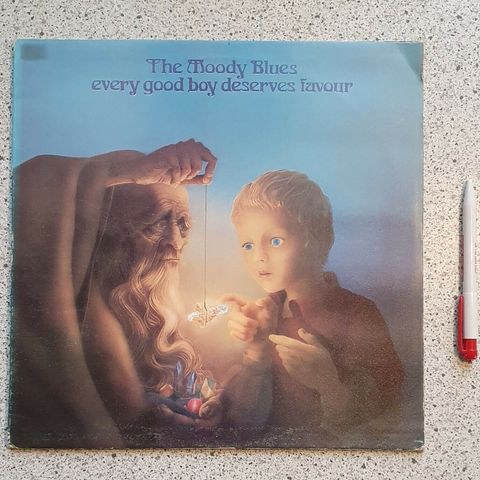 The Moody Blues
every good boy deserves favour